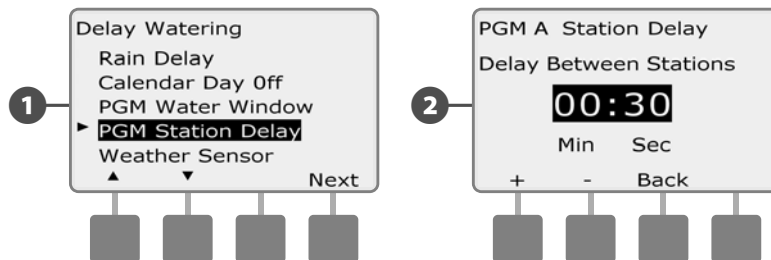 1
Delay Watering
Rain Delay
Calendar Day 0ff
PGM Water Window
► PGM Station Delay
Weather Sensor
▲ ▼ Next
2
PGM A Station Delay
Delay Between Stations
00:30
Min Sec
+ - Back